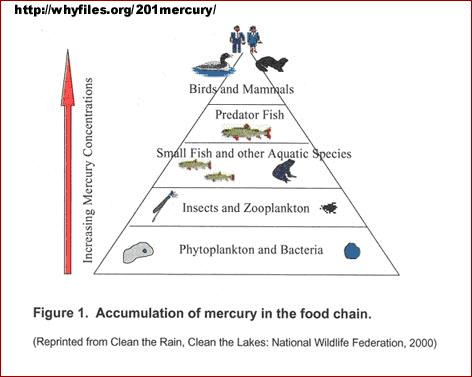 http://whyfiles.org/201mercury/
Increasing Mercury Concentrations
Birds and Mammals
Predator Fish
Small Fish and other Aquatic Species
Insects and Zooplankton
Phytoplankton and Bacteria
Figure 1. Accumulation of mercury in the food chain.
(Reprinted from Clean the Rain, Clean the Lakes: National Wildlife Federation, 2000)